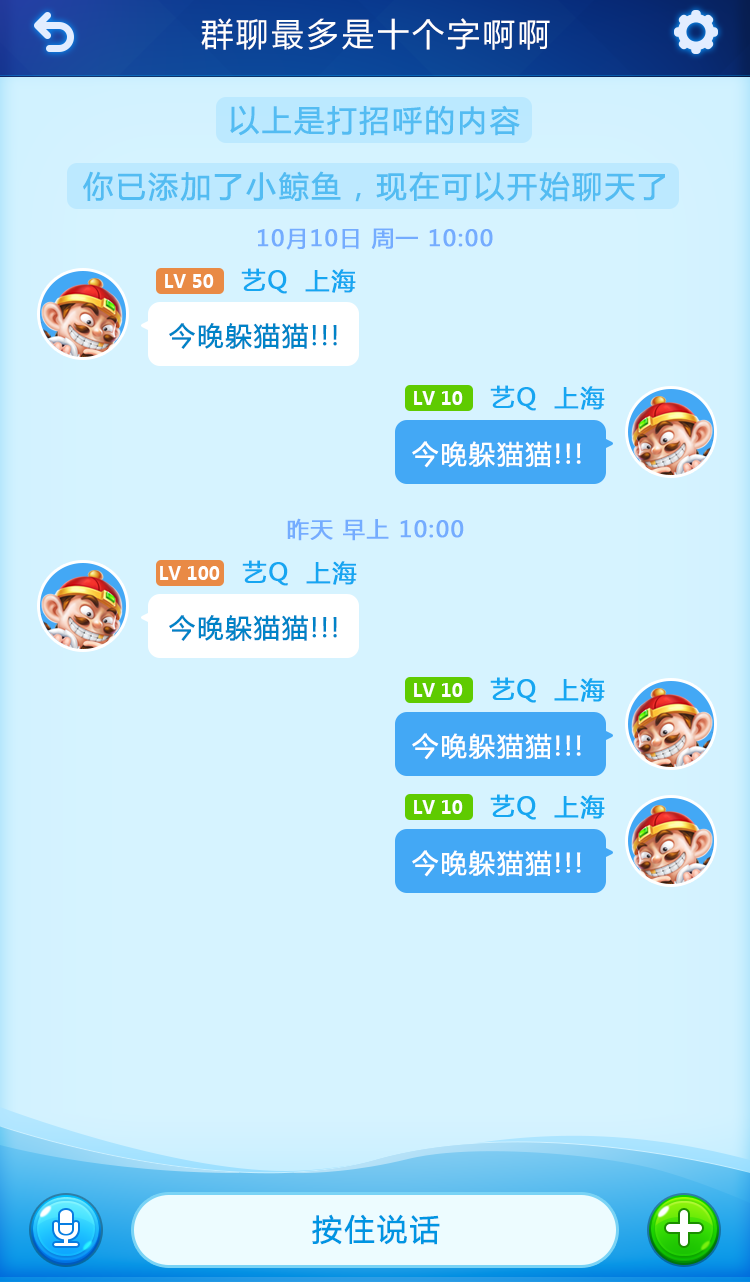 群聊最多是十个字啊啊
以上是打招呼的内容
你已添加了小鲸鱼，现在可以开始聊天了
10月10日 周一 10:00
LV 50 艺Q 上海
今晚躲猫猫!!!
LV 10 艺Q 上海
今晚躲猫猫!!!
昨天 早上 10:00
LV 100 艺Q 上海
今晚躲猫猫!!!
LV 10 艺Q 上海
今晚躲猫猫!!!
LV 10 艺Q 上海
今晚躲猫猫!!!
按住说话